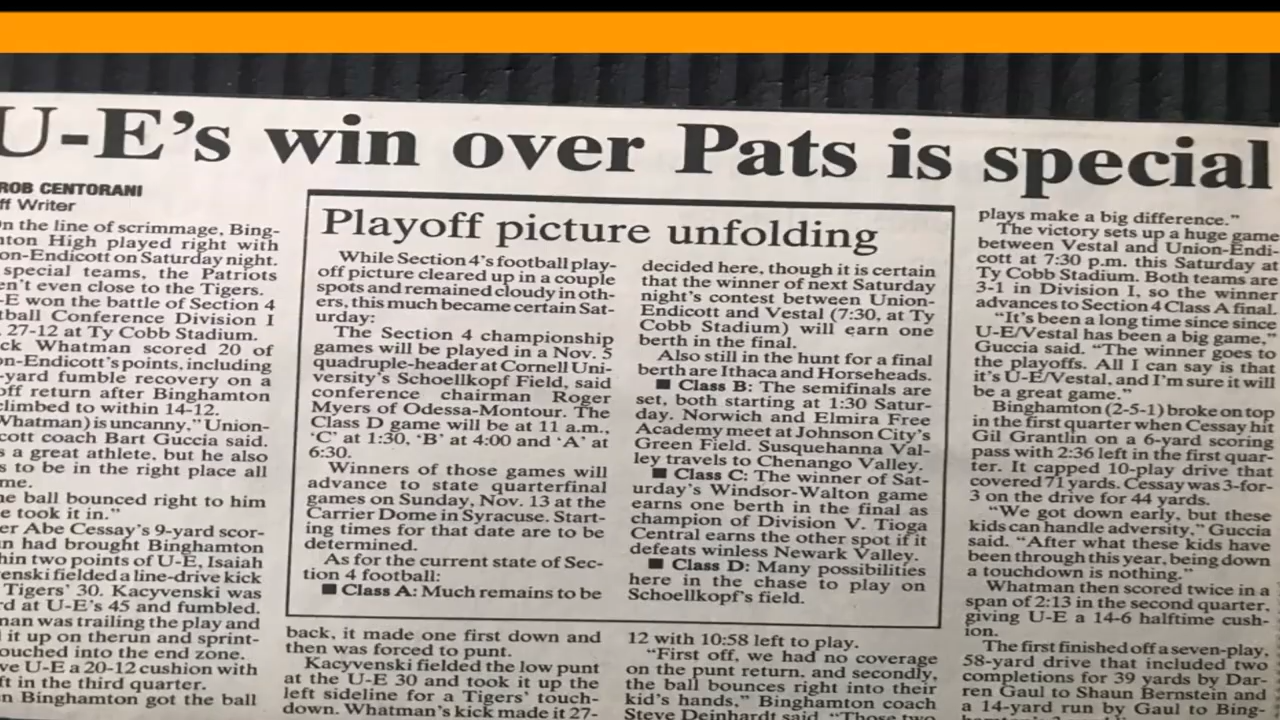 U-E's win over Pats is special
ROB CENTORANI
ff Writer
n the line of scrimmage, Bing-
ton High played right with
on-Endicott on Saturday night.
special teams, the Patriots
en't even close to the Tigers.
-E won the battle of Section 4
tball Conference Division I
27-12 at Ty Cobb Stadium.
ck Whatman scored 20 of
n-Endicott's points, including
-yard fumble recovery on a
off return after Binghamton
climbed to within 14-12.
Whatman) is uncanny," Union-
cott coach Bart Guccia said.
s a great athlete, but he also
s to be in the right place all
me.
he ball bounced right to him
e took it in."
er Abe Cessay's 9-yard scor-
n had brought Binghamton
hin two points of U-E, Isaiah
venski fielded a line-drive kick
Tigers' 30. Kacyvenski was
rd at U-E's 45 and fumbled.
man was trailing the play and
it up on therun and sprint-
ouched into the end zone.
ve U-E a 20-12 cushion with
ft in the third quarter.
n Binghamton got the ball
Playoff picture unfolding
While Section 4's football play-
off picture cleared up in a couple
spots and remained cloudy in oth-
ers, this much became certain Sat-
urday:
The Section 4 championship
games will be played in a Nov. 5
quadruple-header at Cornell Uni-
versity's Schoellkopf Field, said
conference chairman Roger
Myers of Odessa-Montour. The
Class D game will be at 11 a.m.,
'C' at 1:30, 'B' at 4:00 and 'A' at
6:30.
Winners of those games will
advance to state quarterfinal
games on Sunday, Nov. 13 at the
Carrier Dome in Syracuse. Start-
ing times for that date are to be
determined.
As for the current state of Sec-
tion 4 football:
■ Class A: Much remains to be
decided here, though it is certain
that the winner of next Saturday
night's contest between Union-
Endicott and Vestal (7:30, at Ty
Cobb Stadium) will earn one
berth in the final.
Also still in the hunt for a final
berth are Ithaca and Horseheads.
■ Class B: The semifinals are
set, both starting at 1:30 Satur-
day. Norwich and Elmira Free
Academy meet at Johnson City's
Green Field. Susquehanna Val-
ley travels to Chenango Valley.
■ Class C: The winner of Sat-
urday's Windsor-Walton game
earns one berth in the final as
champion of Division V. Tioga
Central earns the other spot if it
defeats winless Newark Valley.
■ Class D: Many possibilities
here in the chase to play on
Schoellkopf's field.
back, it made one first down and
then was forced to punt.
Kacyvenski fielded the low punt
at the U-E 30 and took it up the
left sideline for a Tigers' touch-
down. Whatman's kick made it 27-
12 with 10:58 left to play.
"First off, we had no coverage
on the punt return, and secondly,
the ball bounces right into their
kid's hands," Binghamton coach
Steve Deinhardt said. "Those two
plays make a big difference."
The victory sets up a huge game
between Vestal and Union-Endi-
cott at 7:30 p.m. this Saturday at
Ty Cobb Stadium. Both teams are
3-1 in Division I, so the winner
advances to Section 4 Class A final.
"It's been a long time since since
U-E/Vestal has been a big game,"
Guccia said. "The winner goes to
the playoffs. All I can say is that
it's U-E/Vestal, and I'm sure it will
be a great game."
Binghamton (2-5-1) broke on top
in the first quarter when Cessay hit
Gil Grantlin on a 6-yard scoring
pass with 2:36 left in the first quar-
ter. It capped 10-play drive that
covered 71 yards. Cessay was 3-for-
3 on the drive for 44 yards.
"We got down early, but these
kids can handle adversity," Guccia
said. "After what these kids have
been through this year, being down
a touchdown is nothing."
Whatman then scored twice in a
span of 2:13 in the second quarter,
giving U-E a 14-6 halftime cush-
ion.
The first finished off a seven-play,
58-yard drive that included two
completions for 39 yards by Dar-
ren Gaul to Shaun Bernstein and
a 14-yard run by Gaul to Bing-